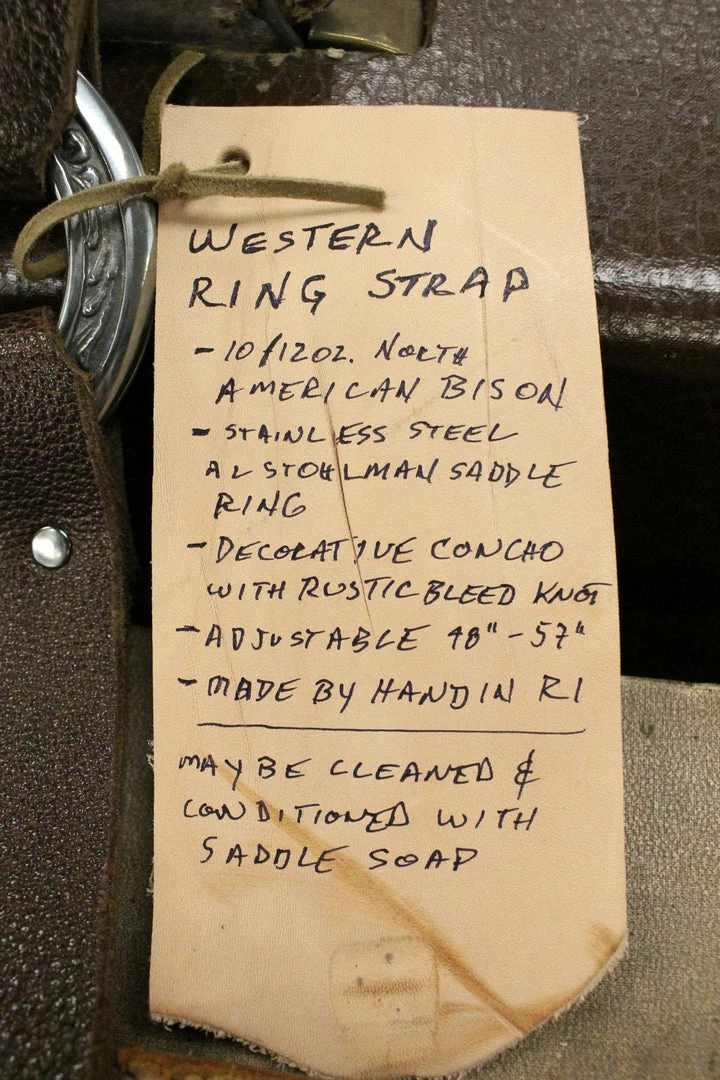 WESTERN
RING STRAP
- 10/12OZ. NORTH
AMERICAN BISON
- STAINLESS STEEL
AL STOHLMAN SADDLE
RING
- DECORATIVE CONCHO
WITH RUSTIC BLEED KNOT
- ADJUSTABLE 48" - 57"
- MADE BY HAND IN RI
MAY BE CLEANED &
CONDITIONED WITH
SADDLE SOAP